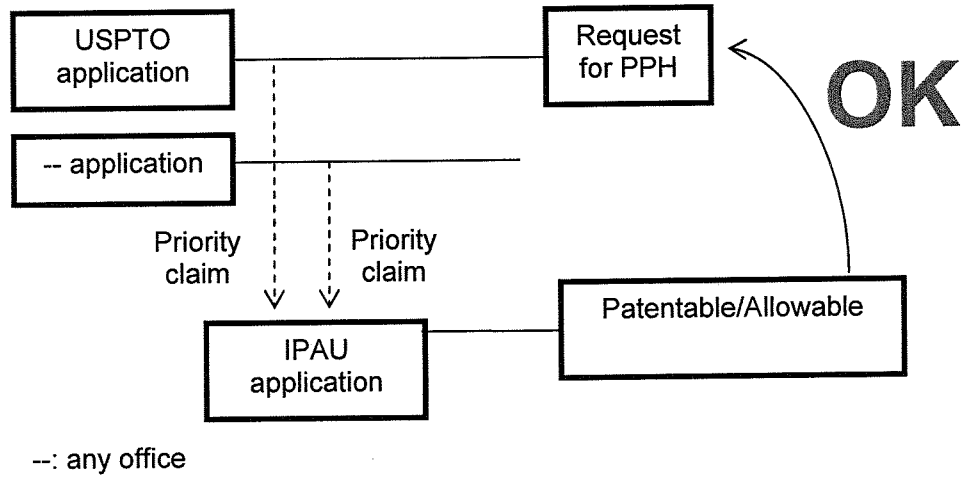 USPTO
application
Request
for PPH
OK
-- application
Priority
claim
Priority
claim
Patentable/Allowable
IPAU
application
--: any office